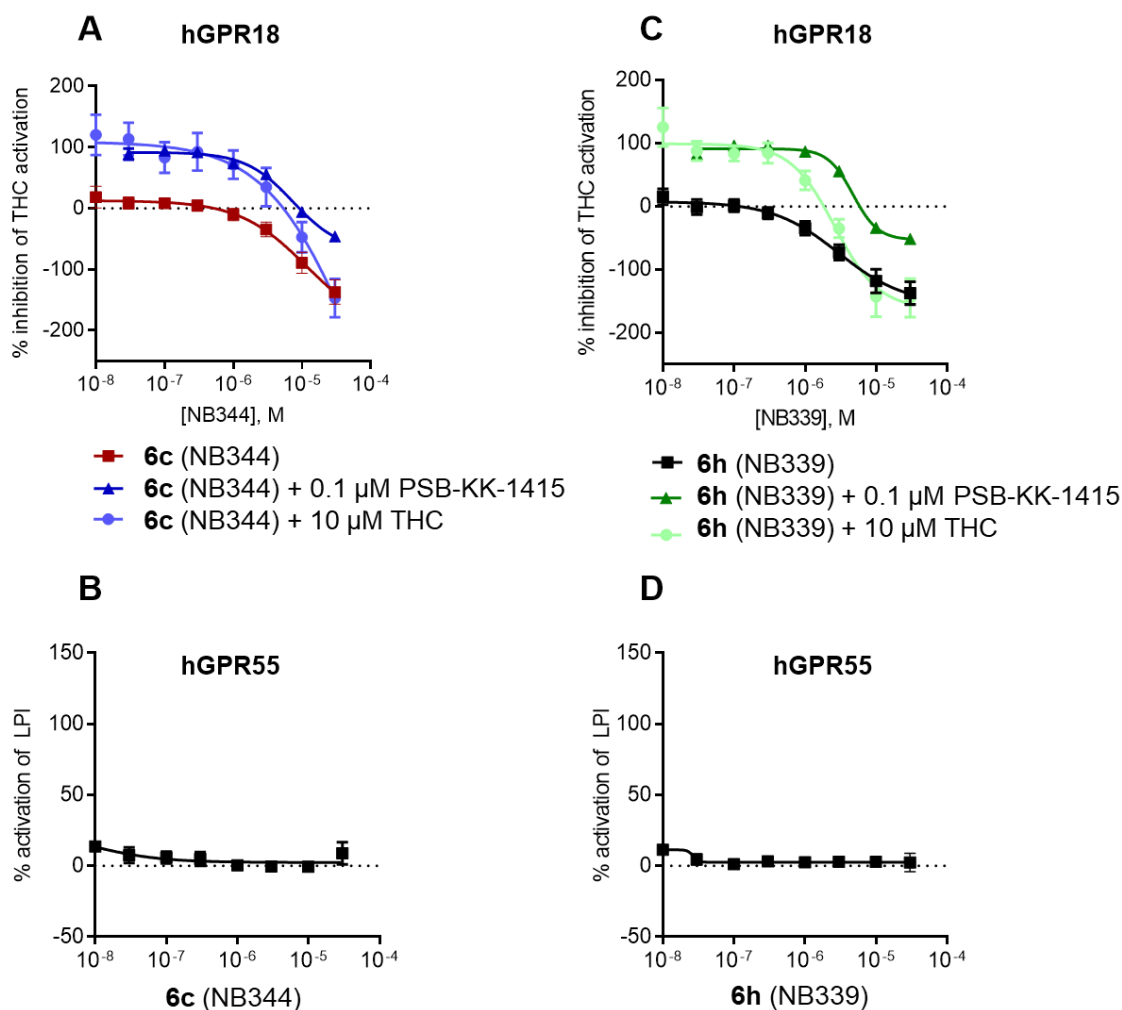 A
hGPR18
% inhibition of THC activation
200
100
0
-100
-200
10-8
10-7
10-6
10-5
10-4
[NB344], M
6c (NB344)
6c (NB344) + 0.1 µM PSB-KK-1415
6c (NB344) + 10 µM THC
C
hGPR18
% inhibition of THC activation
200
100
0
-100
-200
10-8
10-7
10-6
10-5
10-4
[NB339], M
6h (NB339)
6h (NB339) + 0.1 µM PSB-KK-1415
6h (NB339) + 10 µM THC
B
hGPR55
% activation of LPI
150
100
50
0
-50
10-8
10-7
10-6
10-5
10-4
6c (NB344)
D
hGPR55
% activation of LPI
150
100
50
0
-50
10-8
10-7
10-6
10-5
10-4
6h (NB339)